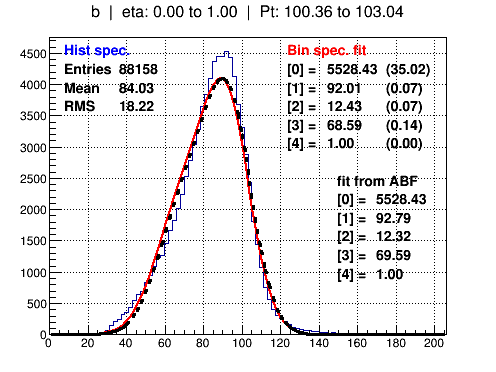 b | eta: 0.00 to 1.00 | Pt: 100.36 to 103.04
Hist spec.
Entries 88158
Mean 84.03
RMS 18.22
Bin spec. fit
[0] = 5528.43 (35.02)
[1] = 92.01 (0.07)
[2] = 12.43 (0.07)
[3] = 68.59 (0.14)
[4] = 1.00 (0.00)
fit from ABF
[0] = 5528.43
[1] = 92.79
[2] = 12.32
[3] = 69.59
[4] = 1.00
4500
4000
3500
3000
2500
2000
1500
1000
500
0
0 20 40 60 80 100 120 140 160 180 200